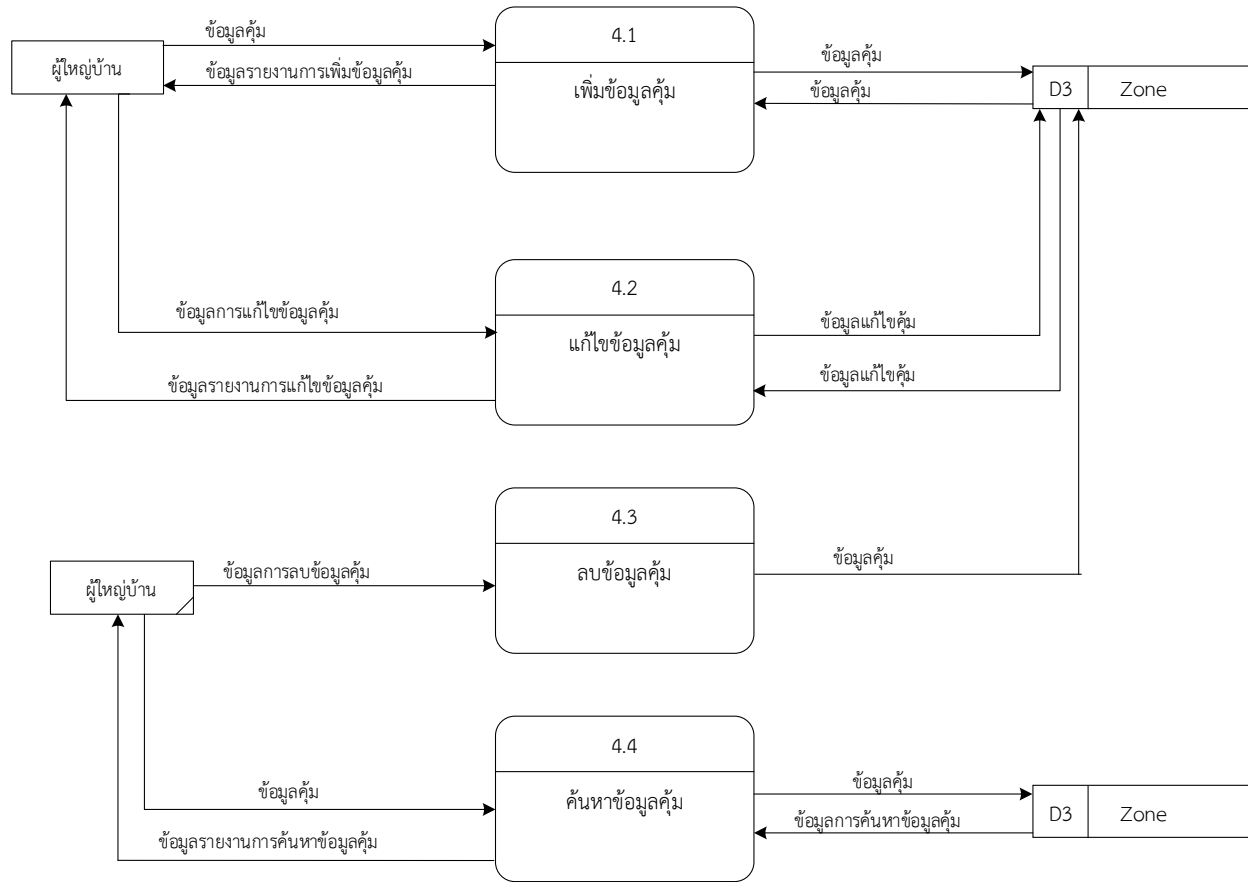 ข้อมูลคุ้ม
4.1
ผู้ใหญ่บ้าน
ข้อมูลรายงานการเพิ่มข้อมูลคุ้ม
เพิ่มข้อมูลคุ้ม
ข้อมูลคุ้ม
ข้อมูลคุ้ม
D3
Zone
4.2
ข้อมูลการแก้ไขข้อมูลคุ้ม
แก้ไขข้อมูลคุ้ม
ข้อมูลแก้ไขคุ้ม
ข้อมูลรายงานการแก้ไขข้อมูลคุ้ม
ข้อมูลแก้ไขคุ้ม
4.3
ผู้ใหญ่บ้าน
ข้อมูลการลบข้อมูลคุ้ม
ลบข้อมูลคุ้ม
ข้อมูลคุ้ม
4.4
ข้อมูลคุ้ม
ค้นหาข้อมูลคุ้ม
ข้อมูลคุ้ม
ข้อมูลรายงานการค้นหาข้อมูลคุ้ม
ข้อมูลการค้นหาข้อมูลคุ้ม
D3
Zone